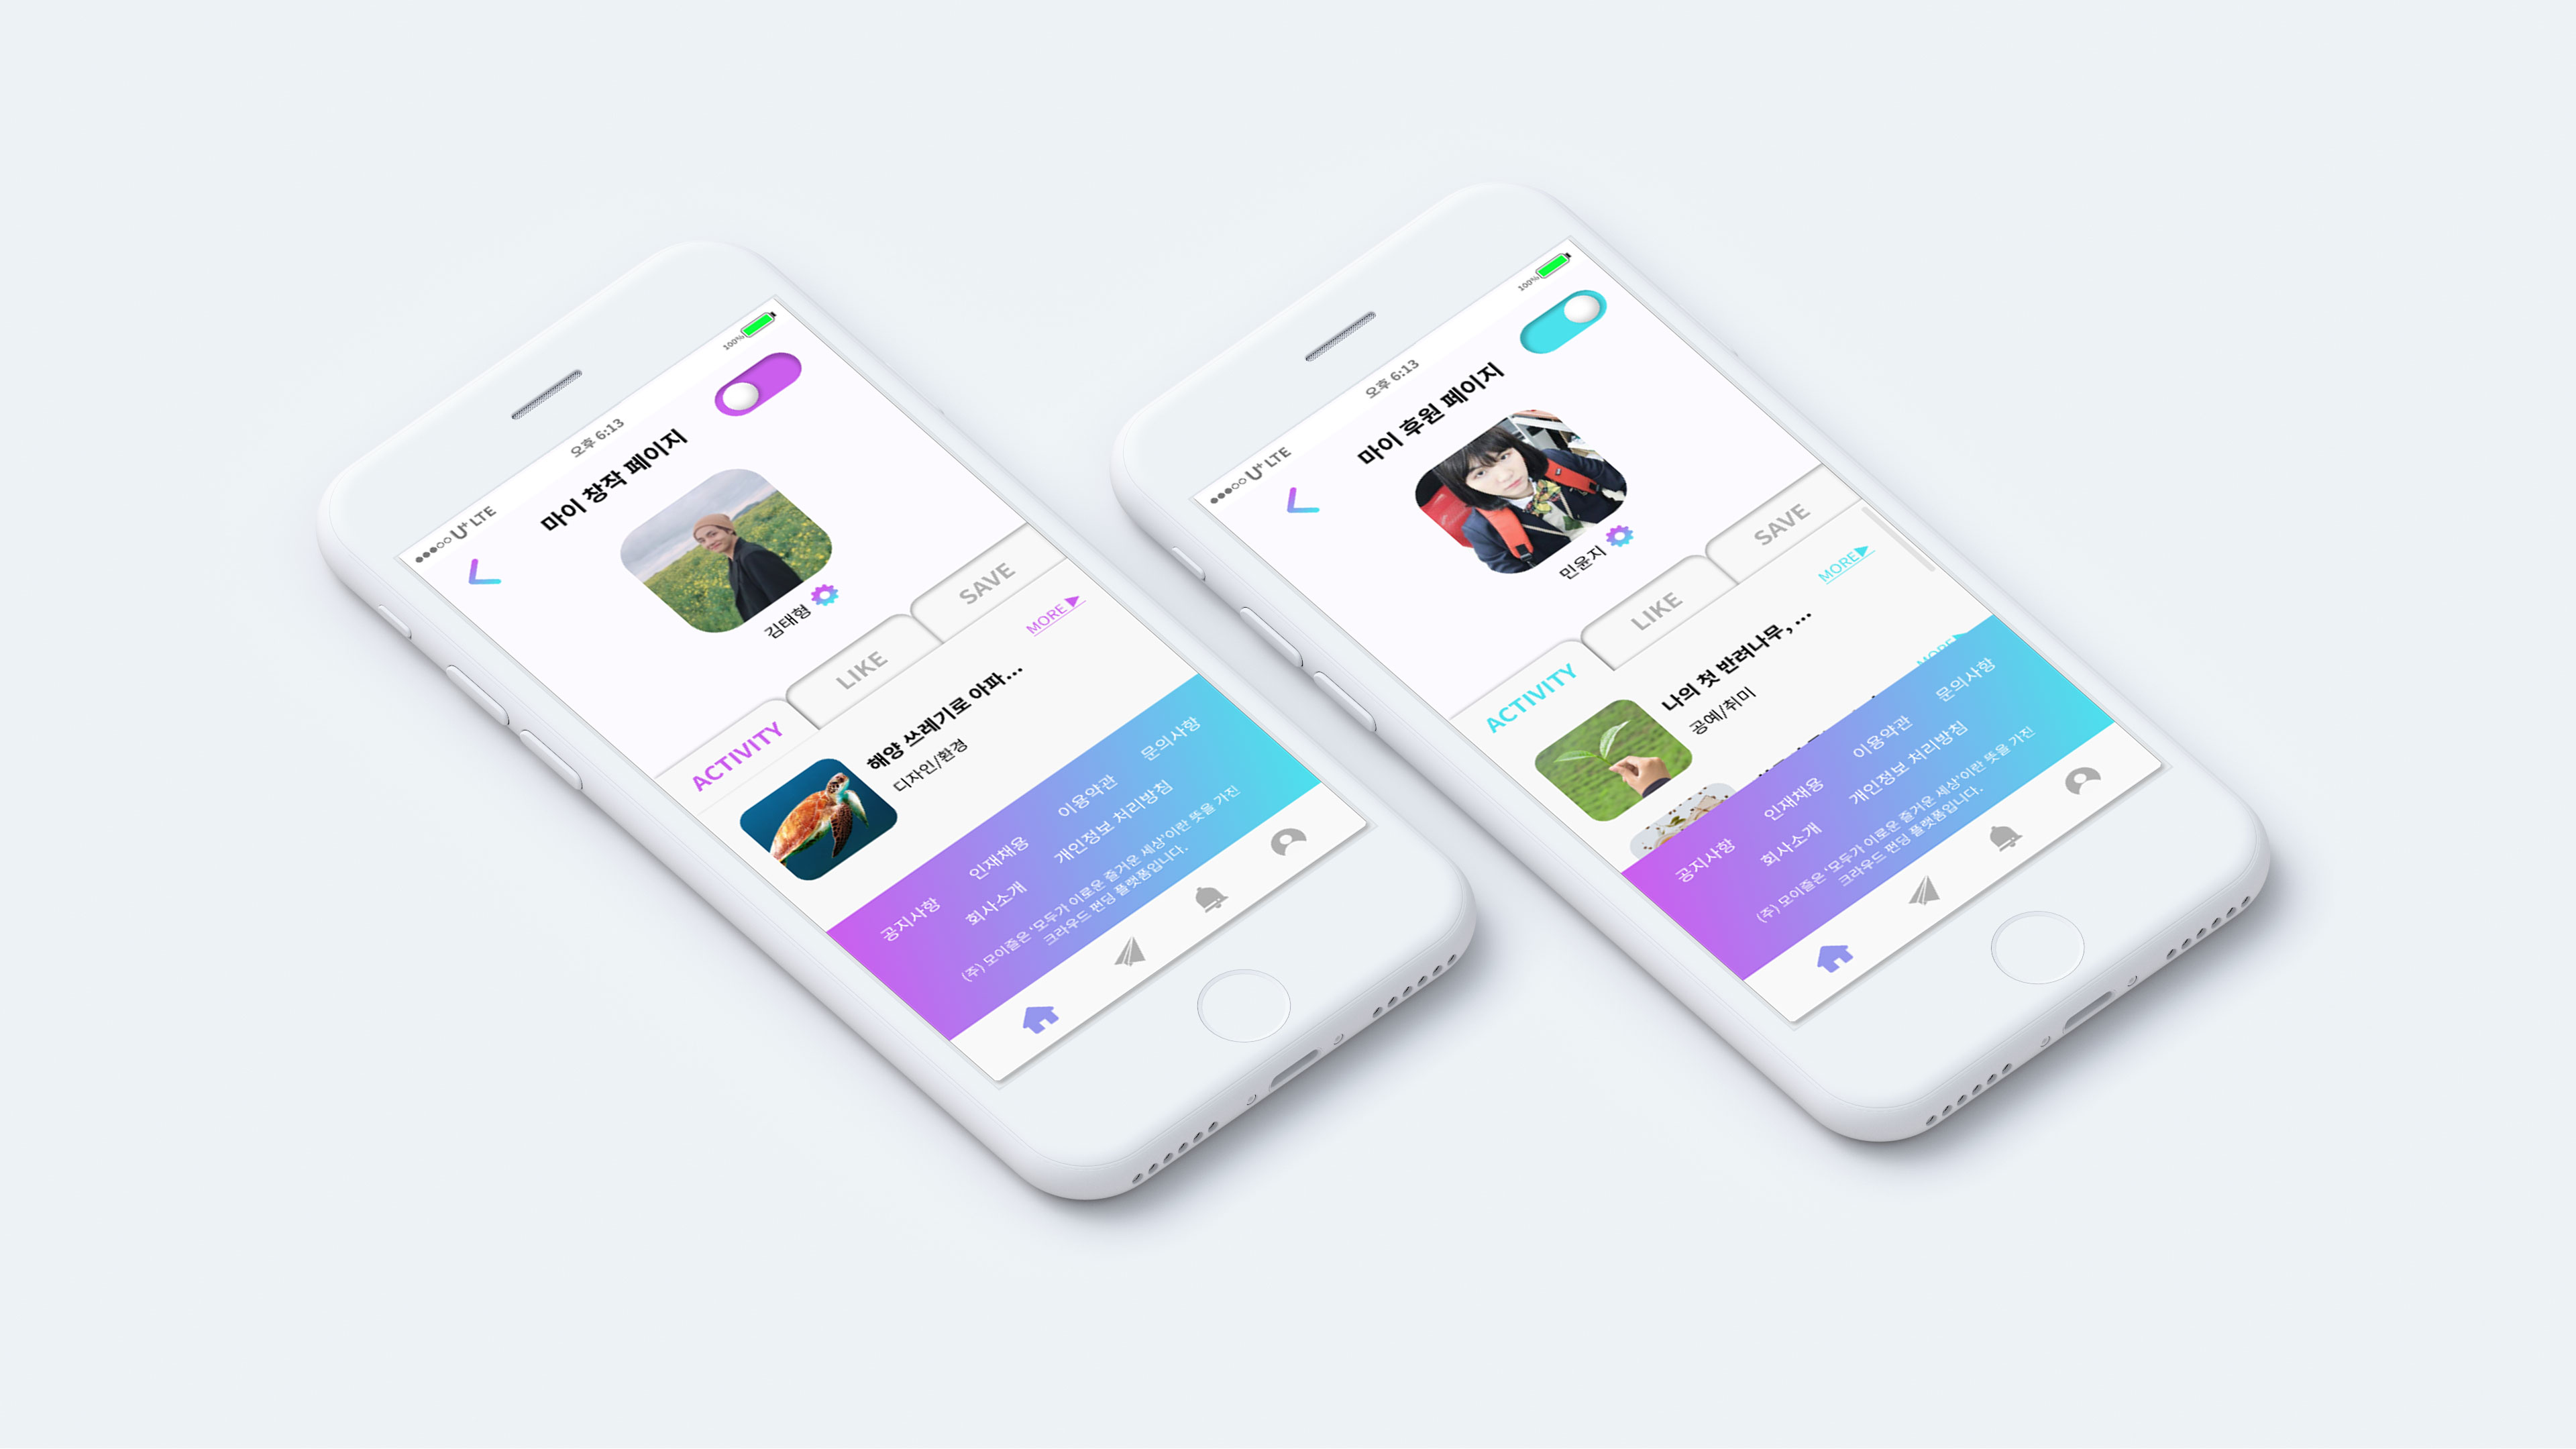 U+ LTE
오후 6:13
100%
마이 창작 페이지
김태형
ACTIVITY
LIKE
SAVE
MORE▶
해양 쓰레기로 아파...
디자인/환경
공지사항 인재채용 이용약관 문의사항
회사소개 개인정보 처리방침
(주) 모이즐은 '모두가 이로운 즐거운 세상'이란 뜻을 가진
크라우드 펀딩 플랫폼입니다.
U+ LTE
오후 6:13
100%
마이 후원 페이지
민윤지
ACTIVITY
LIKE
SAVE
MORE▶
나의 첫 반려나무, ...
공예/취미
공지사항 인재채용 이용약관 문의사항
회사소개 개인정보 처리방침
(주) 모이즐은 '모두가 이로운 즐거운 세상'이란 뜻을 가진
크라우드 펀딩 플랫폼입니다.